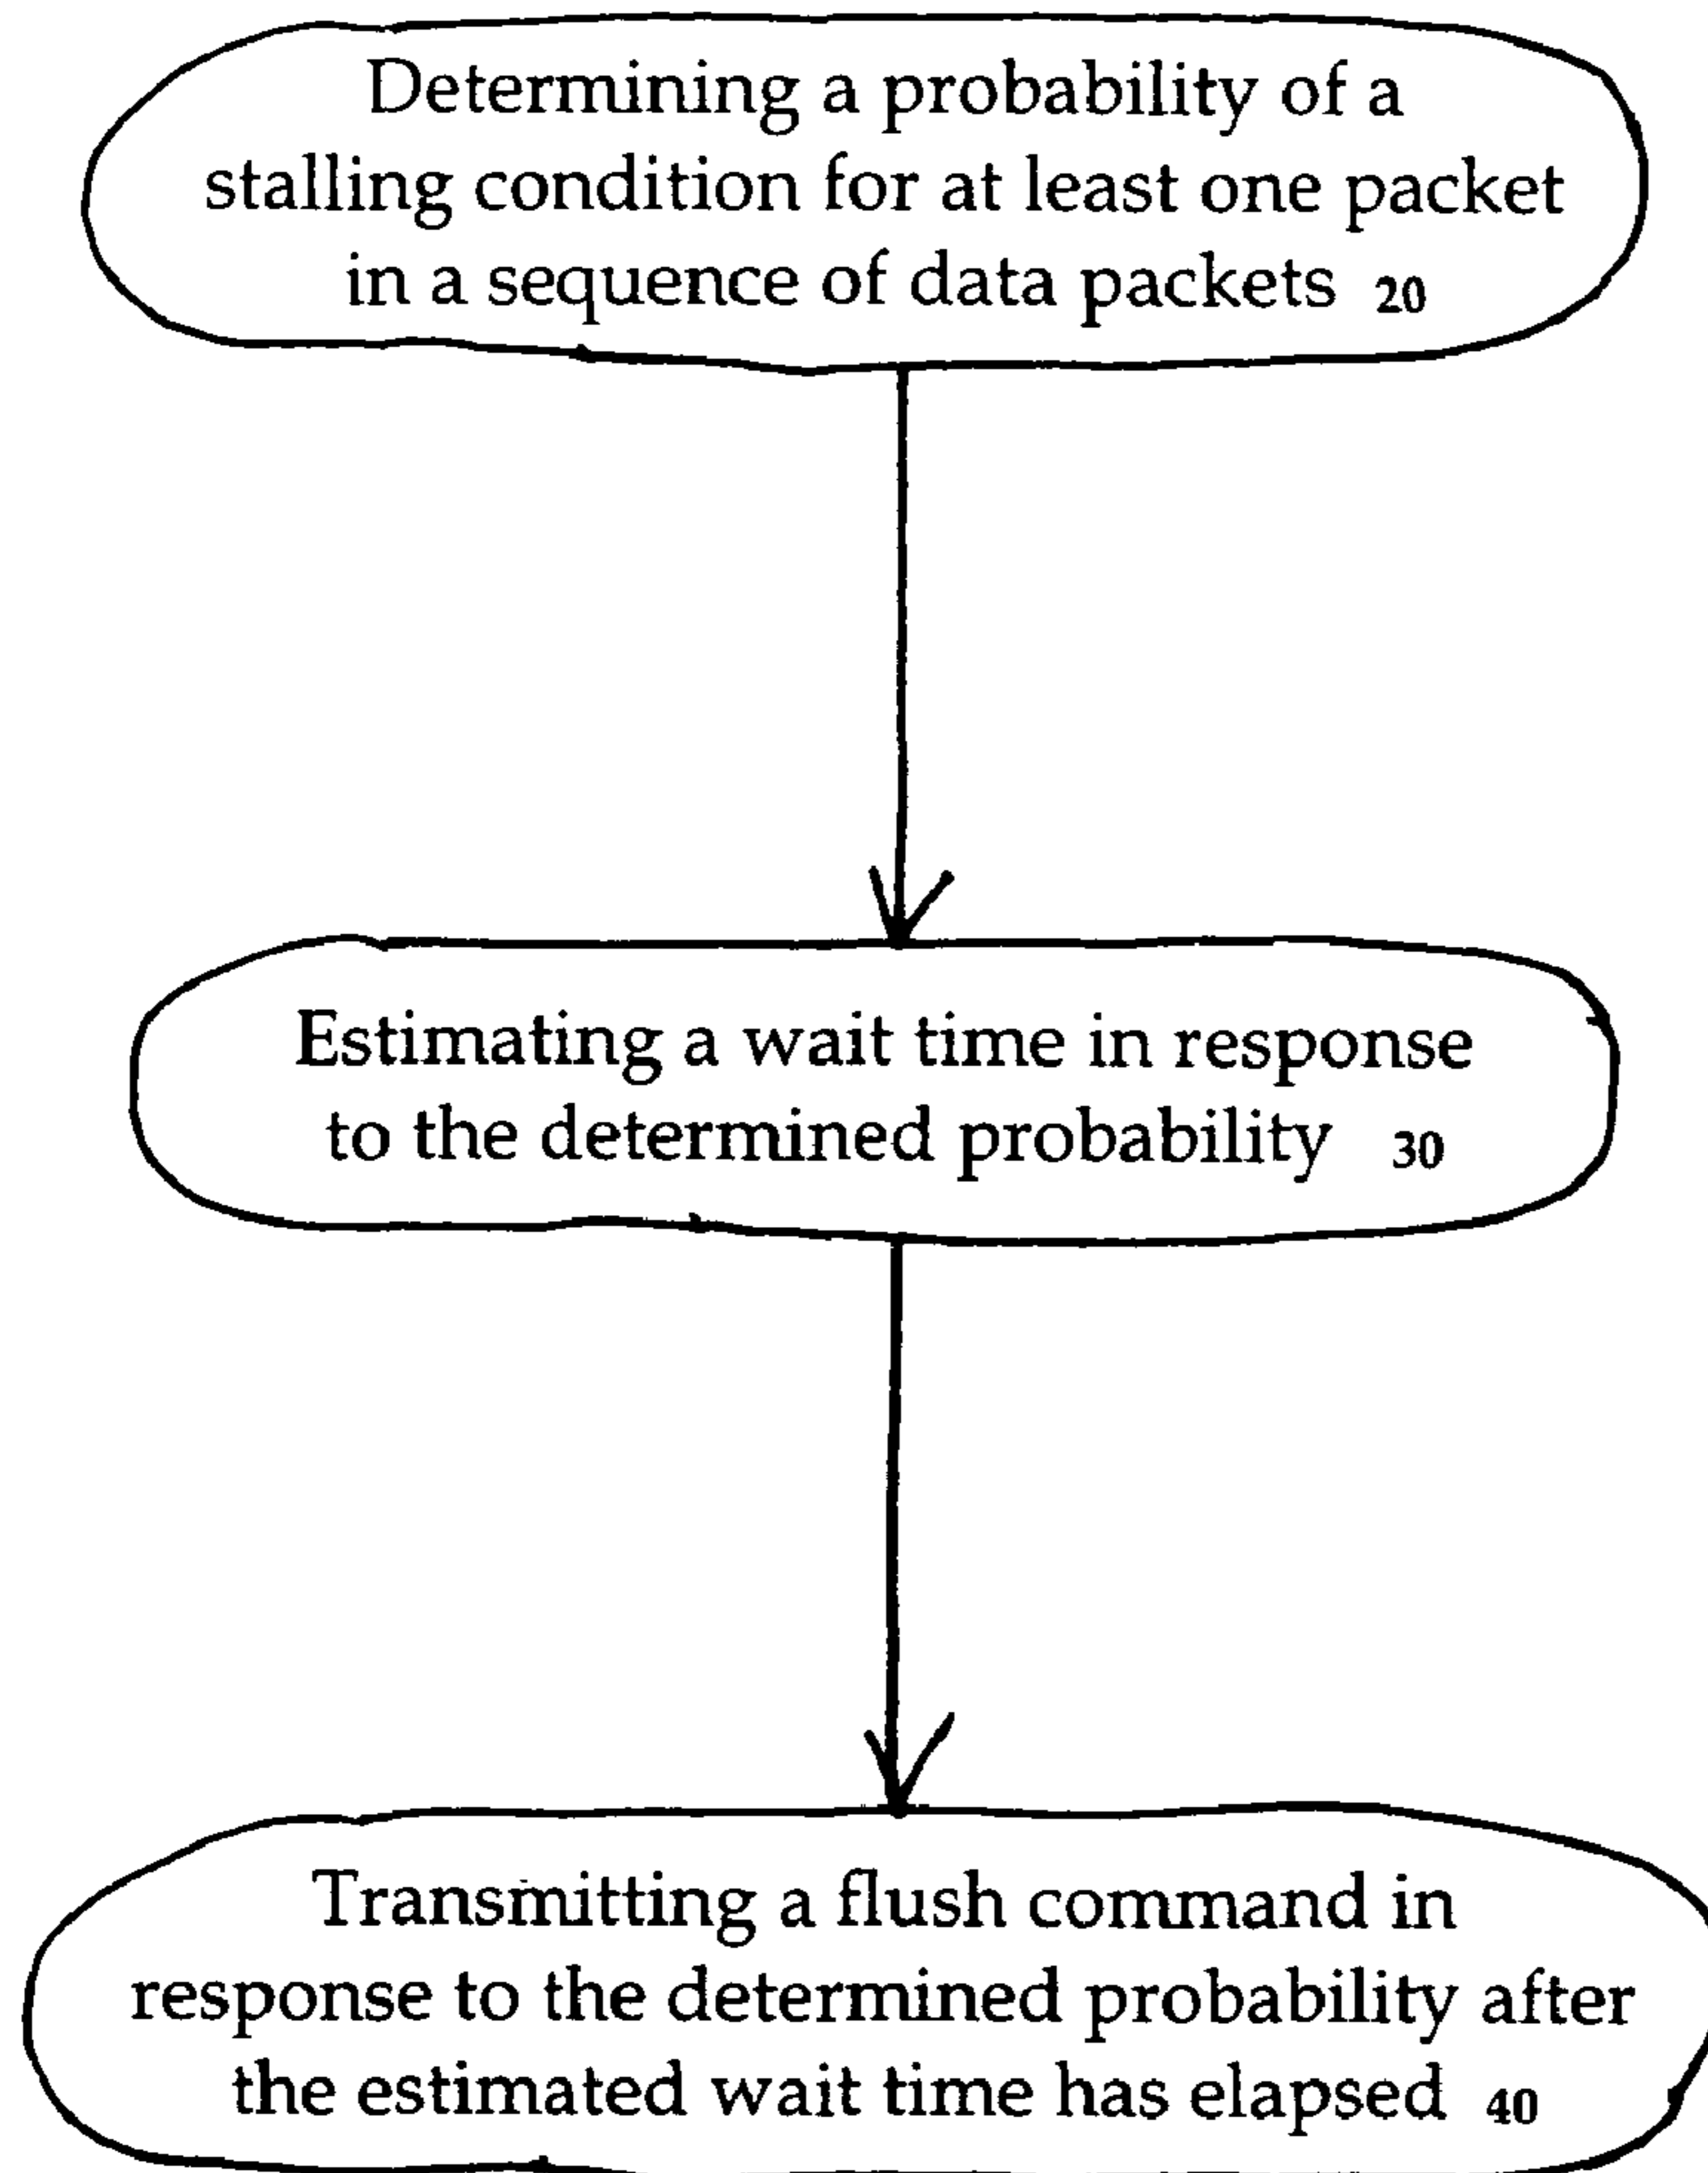 Determining a probability of a
stalling condition for at least one packet
in a sequence of data packets 20
Estimating a wait time in response
to the determined probability 30
Transmitting a flush command in
response to the determined probability after
the estimated wait time has elapsed 40